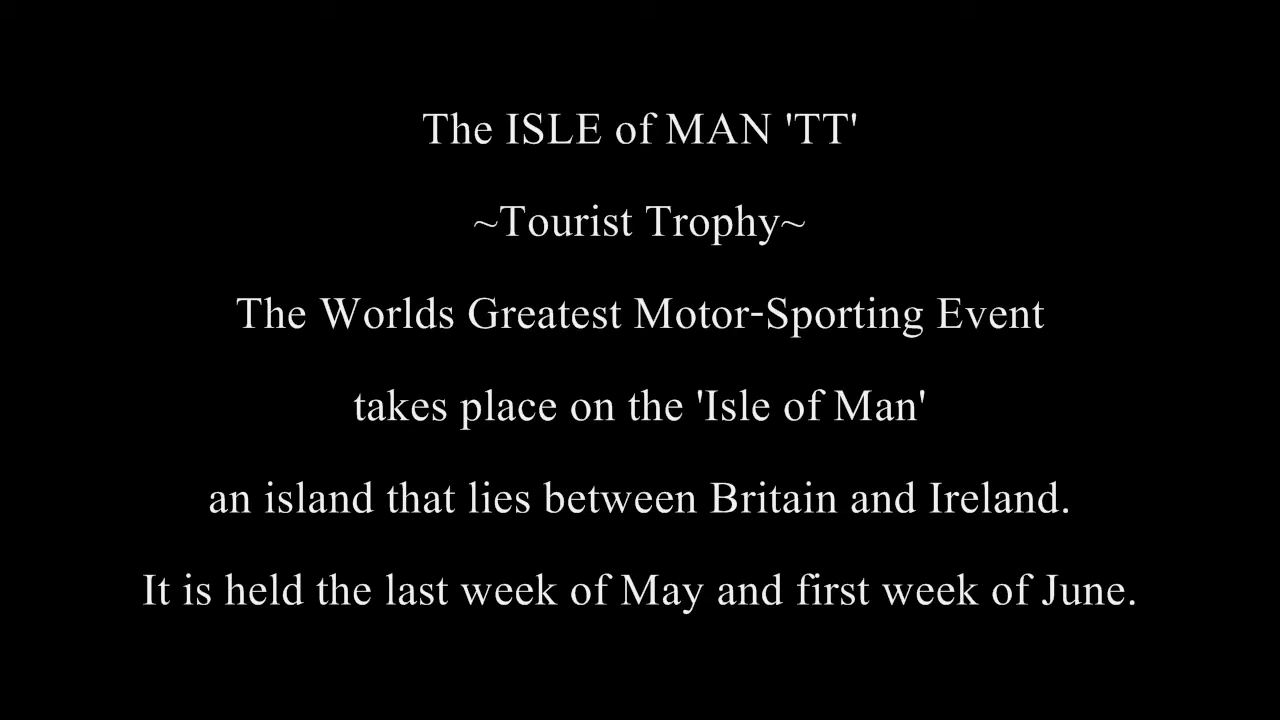 The ISLE of MAN 'TT'
~Tourist Trophy~
The Worlds Greatest Motor-Sporting Event
takes place on the 'Isle of Man'
an island that lies between Britain and Ireland.
It is held the last week of May and first week of June.